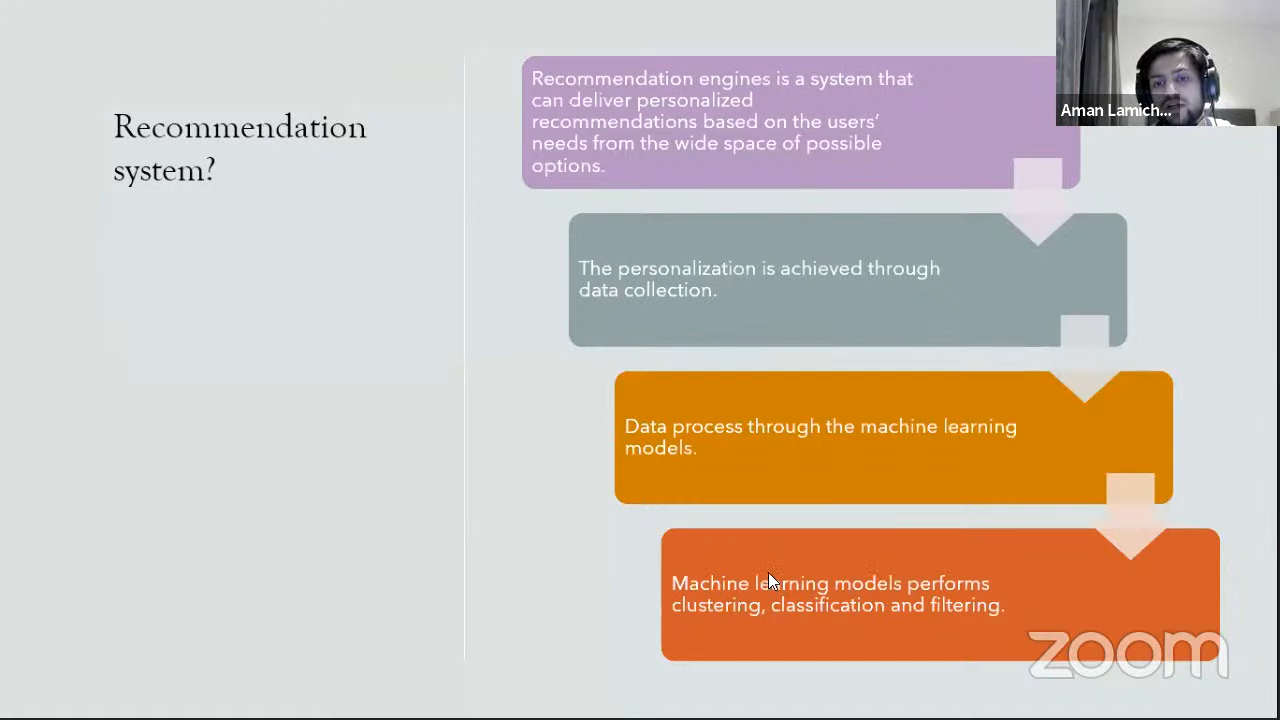 Recommendation
system?
Recommendation engines is a system that
can deliver personalized
recommendations based on the users’
needs from the wide space of possible
options.
The personalization is achieved through
data collection.
Data process through the machine learning
models.
Machine learning models performs
clustering, classification and filtering.
Aman Lamich...
zoom